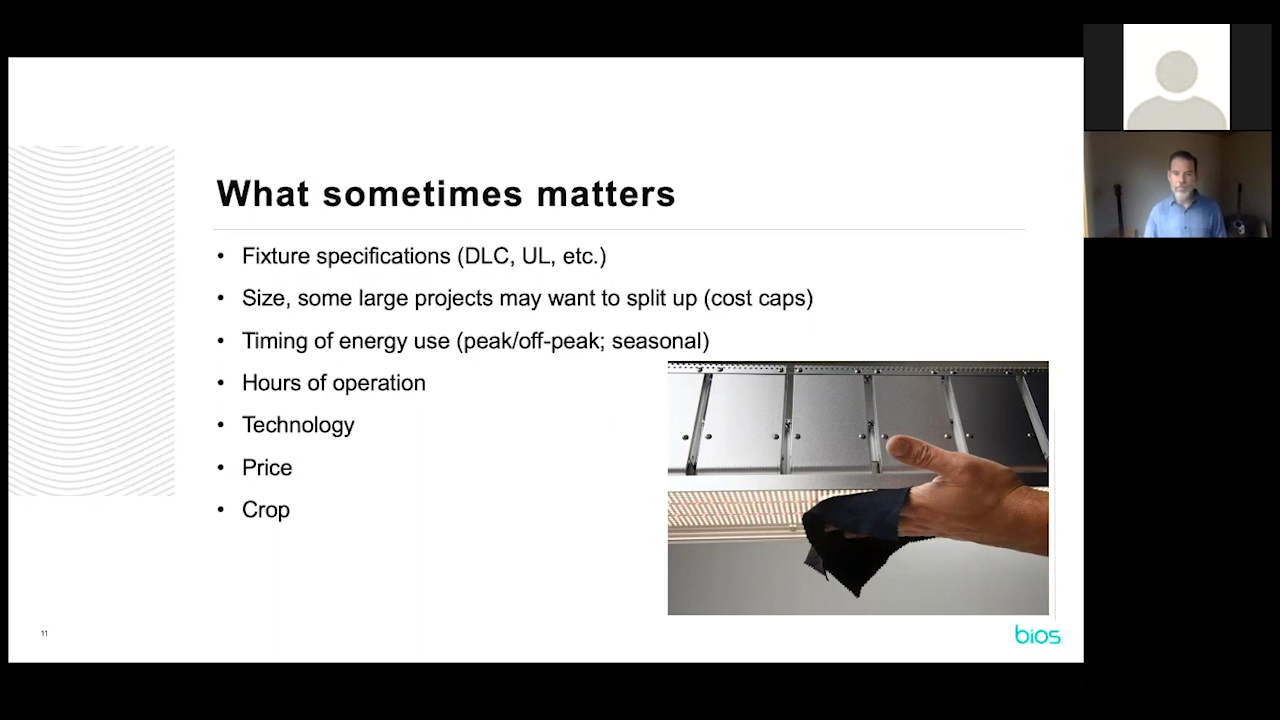 What sometimes matters
• Fixture specifications (DLC, UL, etc.)
• Size, some large projects may want to split up (cost caps)
• Timing of energy use (peak/off-peak; seasonal)
• Hours of operation
• Technology
• Price
• Crop
11
bios